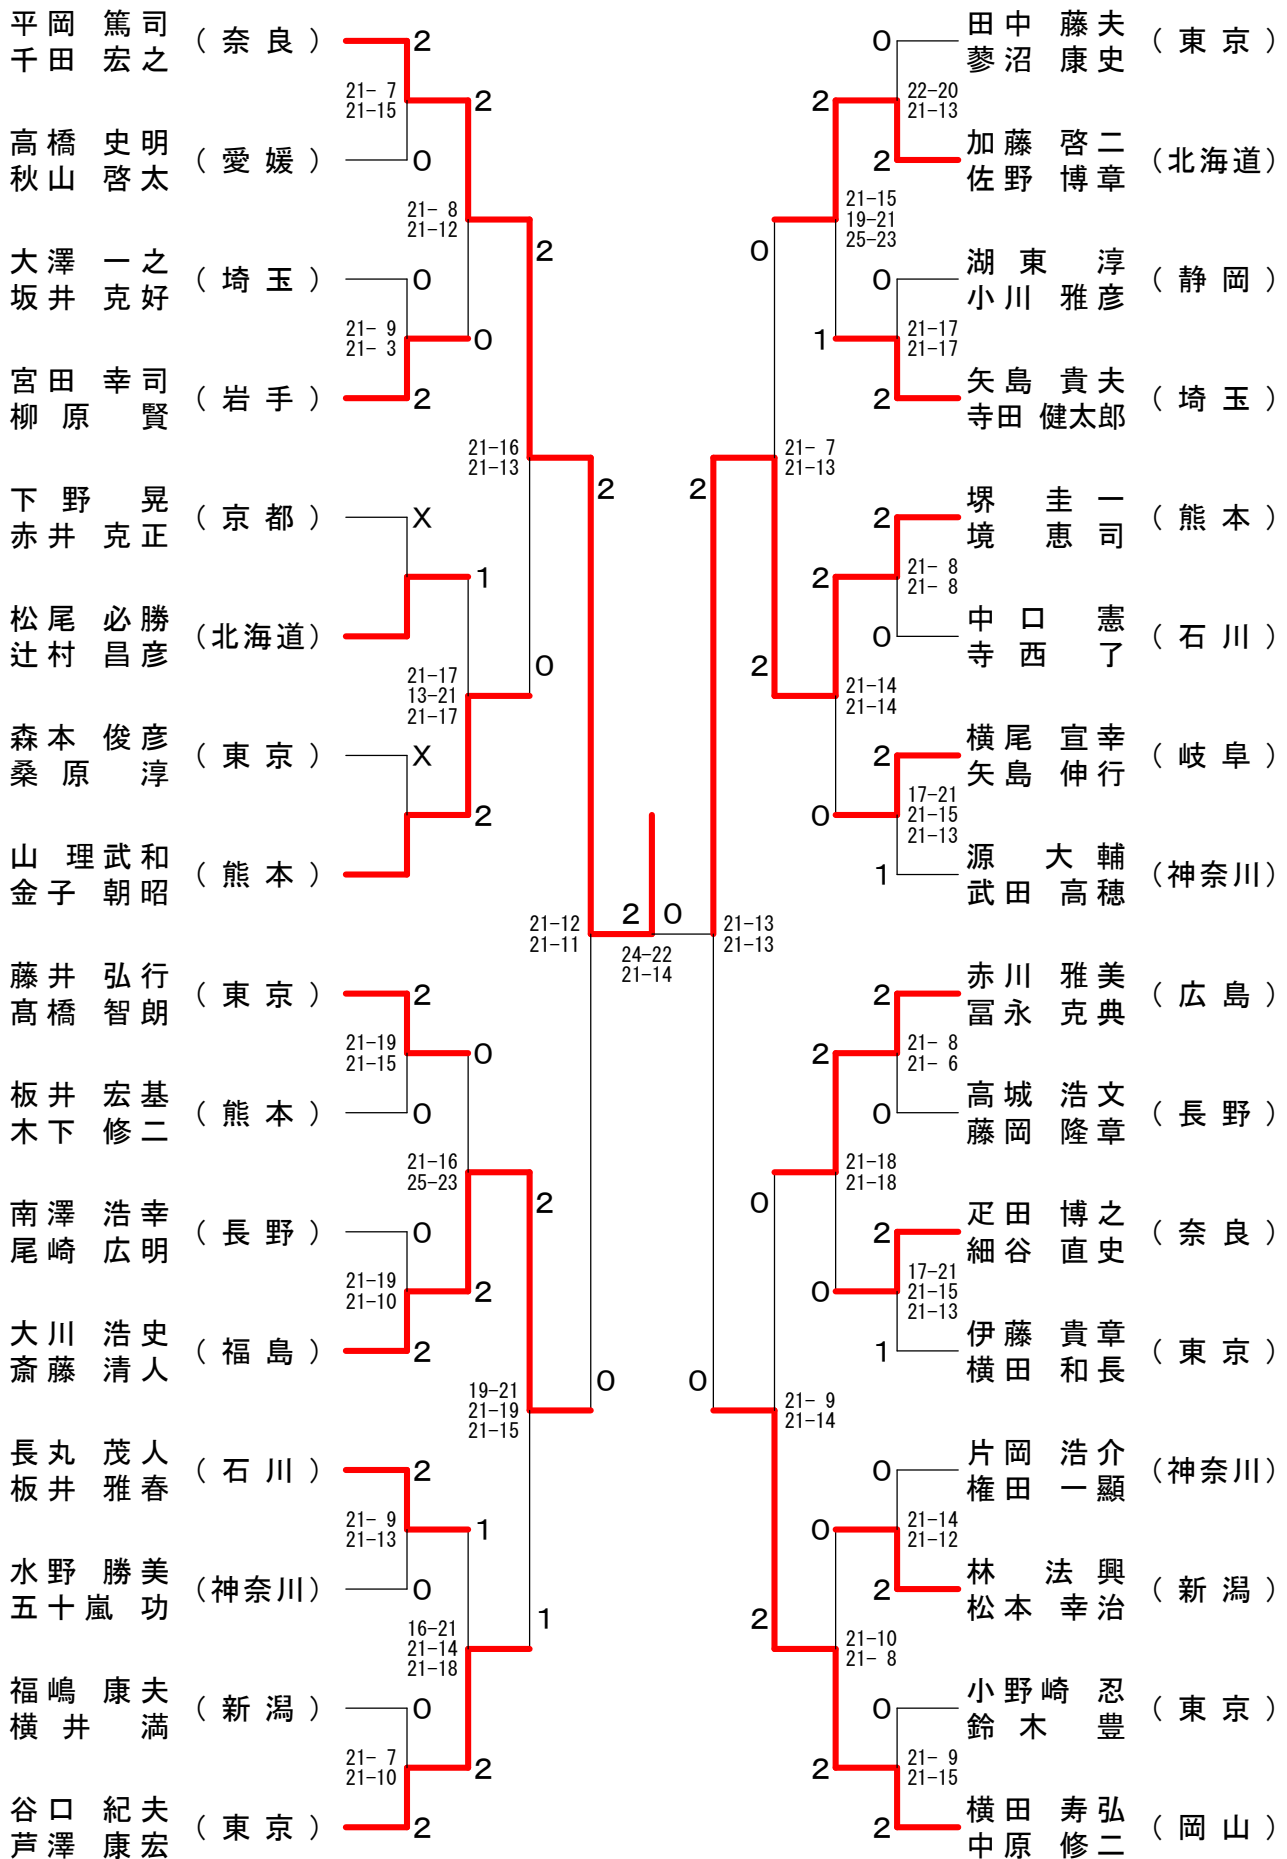 平岡 篤司
千田 宏之
（奈良）
2
21- 7
21-15
2
高橋 史明
秋山 啓太
（愛媛）
0
21- 8
21-12
2
大澤 一之
坂井 克好
（埼玉）
0
21- 9
21- 3
0
宮田 幸司
柳原 賢
（岩手）
2
21-16
21-13
2
下野 晃
赤井 克正
（京都）
X
1
松尾 必勝
辻村 昌彦
（北海道）
21-17
13-21
21-17
0
森本 俊彦
桑原 淳
（東京）
X
2
山 理武和
金子 朝昭
（熊本）
21-12
21-11
2
0
24-22
21-14
藤井 弘行
髙橋 智朗
（東京）
2
21-19
21-15
0
板井 宏基
木下 修二
（熊本）
0
21-16
25-23
2
南澤 浩幸
尾崎 広明
（長野）
0
21-19
21-10
2
大川 浩史
斎藤 清人
（福島）
2
19-21
21-19
21-15
0
長丸 茂人
板井 雅春
（石川）
2
21- 9
21-13
1
水野 勝美
五十嵐 功
（神奈川）
0
16-21
21-14
21-18
1
福嶋 康夫
横井 満
（新潟）
0
21- 7
21-10
2
谷口 紀夫
芦澤 康宏
（東京）
2
0
田中 藤夫
蓼沼 康史
（東京）
2
22-20
21-13
2
加藤 啓二
佐野 博章
（北海道）
0
21-15
19-21
25-23
0
湖東 淳
小川 雅彦
（静岡）
1
21-17
21-17
2
矢島 貴夫
寺田 健太郎
（埼玉）
2
21- 7
21-13
2
堺 圭一
境 恵司
（熊本）
2
21- 8
21- 8
0
中口 憲
寺西 了
（石川）
2
21-14
21-14
2
横尾 宣幸
矢島 伸行
（岐阜）
0
17-21
21-15
21-13
1
源 大輔
武田 高穂
（神奈川）
21-13
21-13
2
赤川 雅美
冨永 克典
（広島）
2
21- 8
21- 6
0
高城 浩文
藤岡 隆章
（長野）
0
21-18
21-18
2
疋田 博之
細谷 直史
（奈良）
0
17-21
21-15
21-13
1
伊藤 貴章
横田 和長
（東京）
0
21- 9
21-14
0
片岡 浩介
権田 一顯
（神奈川）
0
21-14
21-12
2
林 法興
松本 幸治
（新潟）
2
21-10
21- 8
0
小野崎 忍
鈴木 豊
（東京）
2
21- 9
21-15
2
横田 寿弘
中原 修二
（岡山）